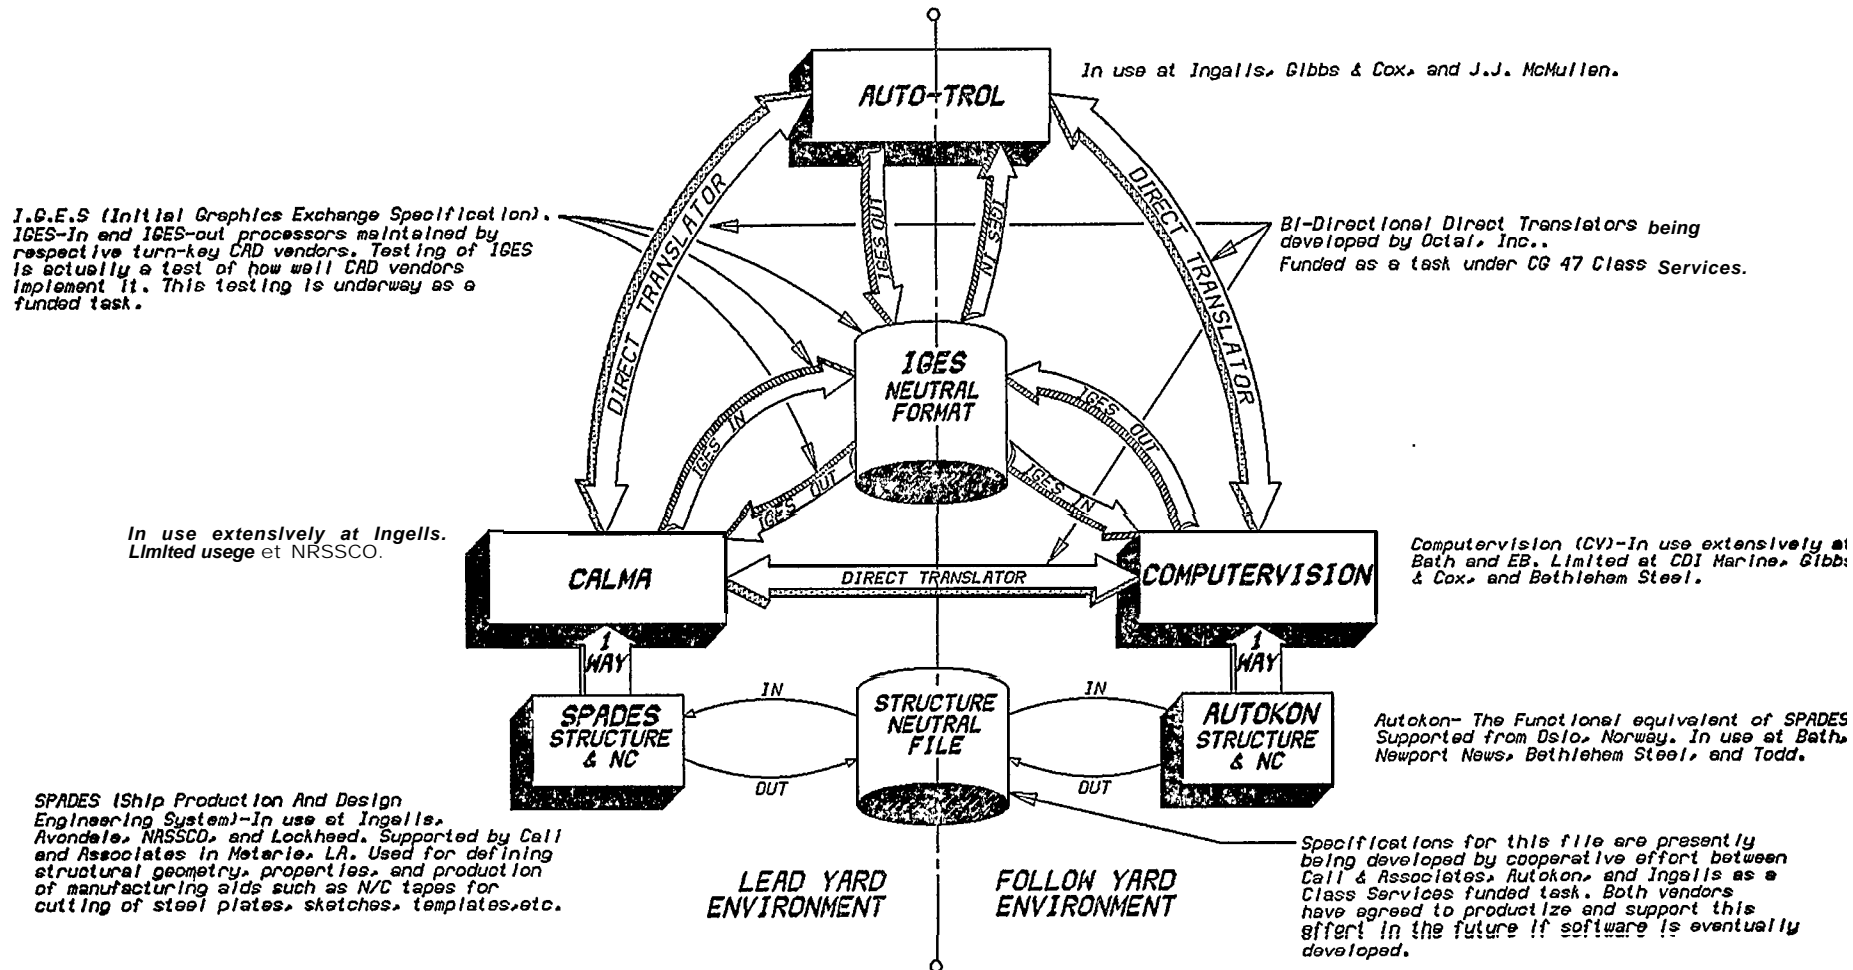 AUTO-TROL
In use at Ingalls, Gibbs & Cox, and J.J. McMullen.
I.G.E.S (Initial Graphics Exchange Specification).
IGES-In and IGES-out processors maintained by
respective turn-key CAD vendors. Testing of IGES
is actually a test of how well CAD vendors
implement it. This testing is underway as a
funded task.
DIRECT TRANSLATOR
IGES OUT
IGES IN
DIRECT TRANSLATOR
Bi-Directional Direct Translators being
developed by Octal, Inc..
Funded as a task under CG 47 Class Services.
IGES
NEUTRAL
FORMAT
IGES IN
IGES OUT
IGES OUT
IGES IN
In use extensively at Ingells.
Limited usege et NRSSCO.
CALMA
DIRECT TRANSLATOR
COMPUTERVISION
Computervision (CV)-In use extensively at
Bath and EB. Limited at CDI Marine, Gibbs
& Cox, and Bethlehem Steel.
1
WAY
1
WAY
SPADES
STRUCTURE
& NC
IN
OUT
STRUCTURE
NEUTRAL
FILE
IN
OUT
AUTOKON
STRUCTURE
& NC
Autokon- The Functional equivalent of SPADES
Supported from Oslo, Norway. In use at Bath,
Newport News, Bethlehem Steel, and Todd.
SPADES (Ship Production And Design
Engineering System)-In use at Ingalls,
Avondale, NASSCO, and Lockheed. Supported by Cali
and Associates in Metarie, LA. Used for defining
structural geometry, properties, and production
of manufacturing aids such as N/C tapes for
cutting of steel plates, sketches, templates,etc.
LEAD YARD
ENVIRONMENT
FOLLOW YARD
ENVIRONMENT
Specifications for this file are presently
being developed by cooperative effort between
Cali & Associates, Autokon, and Ingalls as a
Class Services funded task. Both vendors
have agreed to productize and support this
effort in the future if software is eventually
developed.